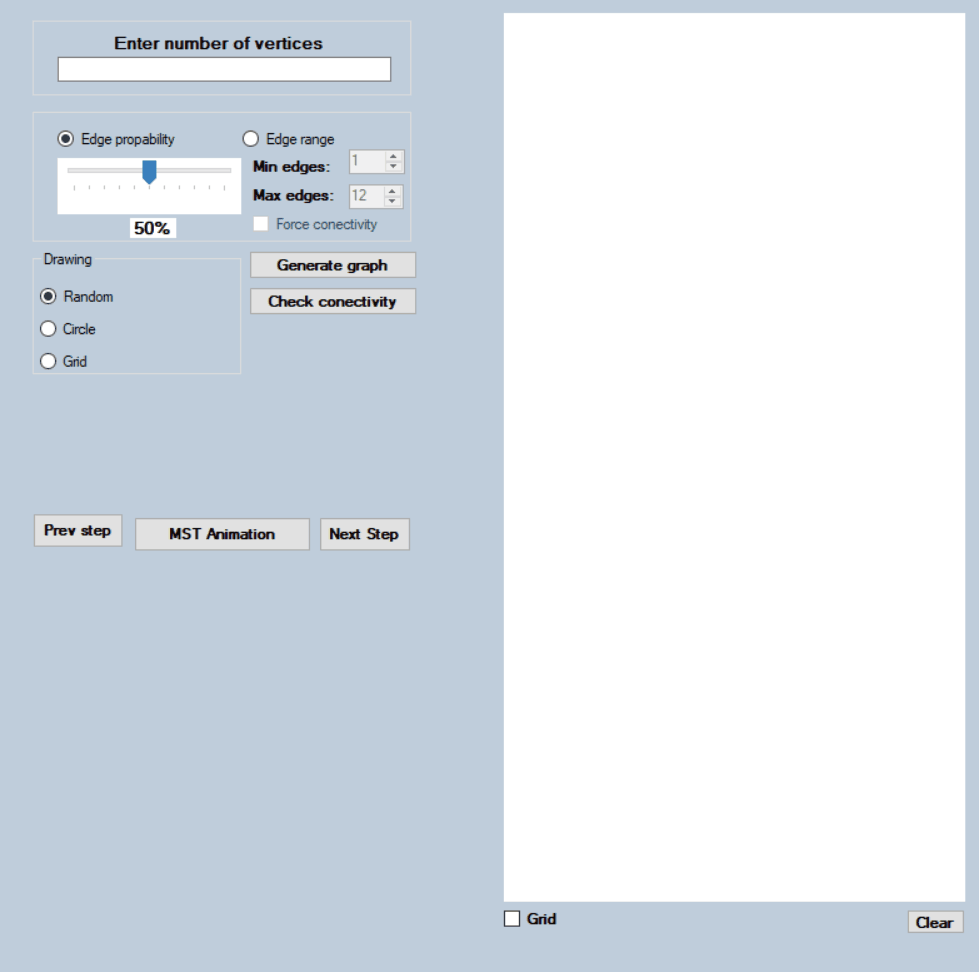 Enter number of vertices
Edge propability
Edge range
Min edges:
1
Max edges:
12
50%
Force conectivity
Drawing
Generate graph
Random
Check conectivity
Circle
Grid
Prev step
MST Animation
Next Step
Grid
Clear